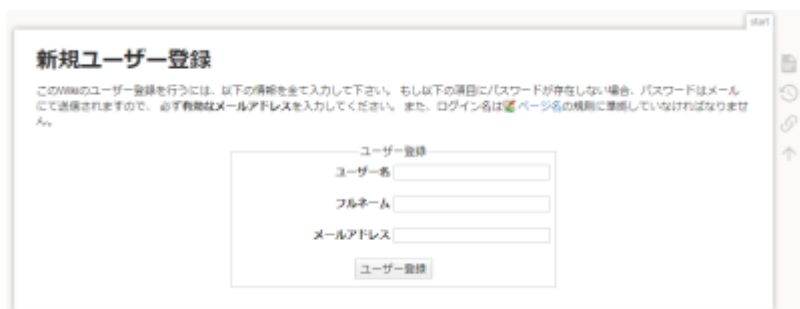 start
新規ユーザー登録
このWikiのユーザー登録を行うには、以下の情報を全て入力して下さい。 もし以下の項目にパスワードが存在しない場合、パスワードはメール
にて送信されますので、 必ず有効なメールアドレスを入力してください。 また、ログイン名は ページ名の規則に準拠していなければなりませ
ん。
ユーザー登録
ユーザー名
フルネーム
メールアドレス
ユーザー登録